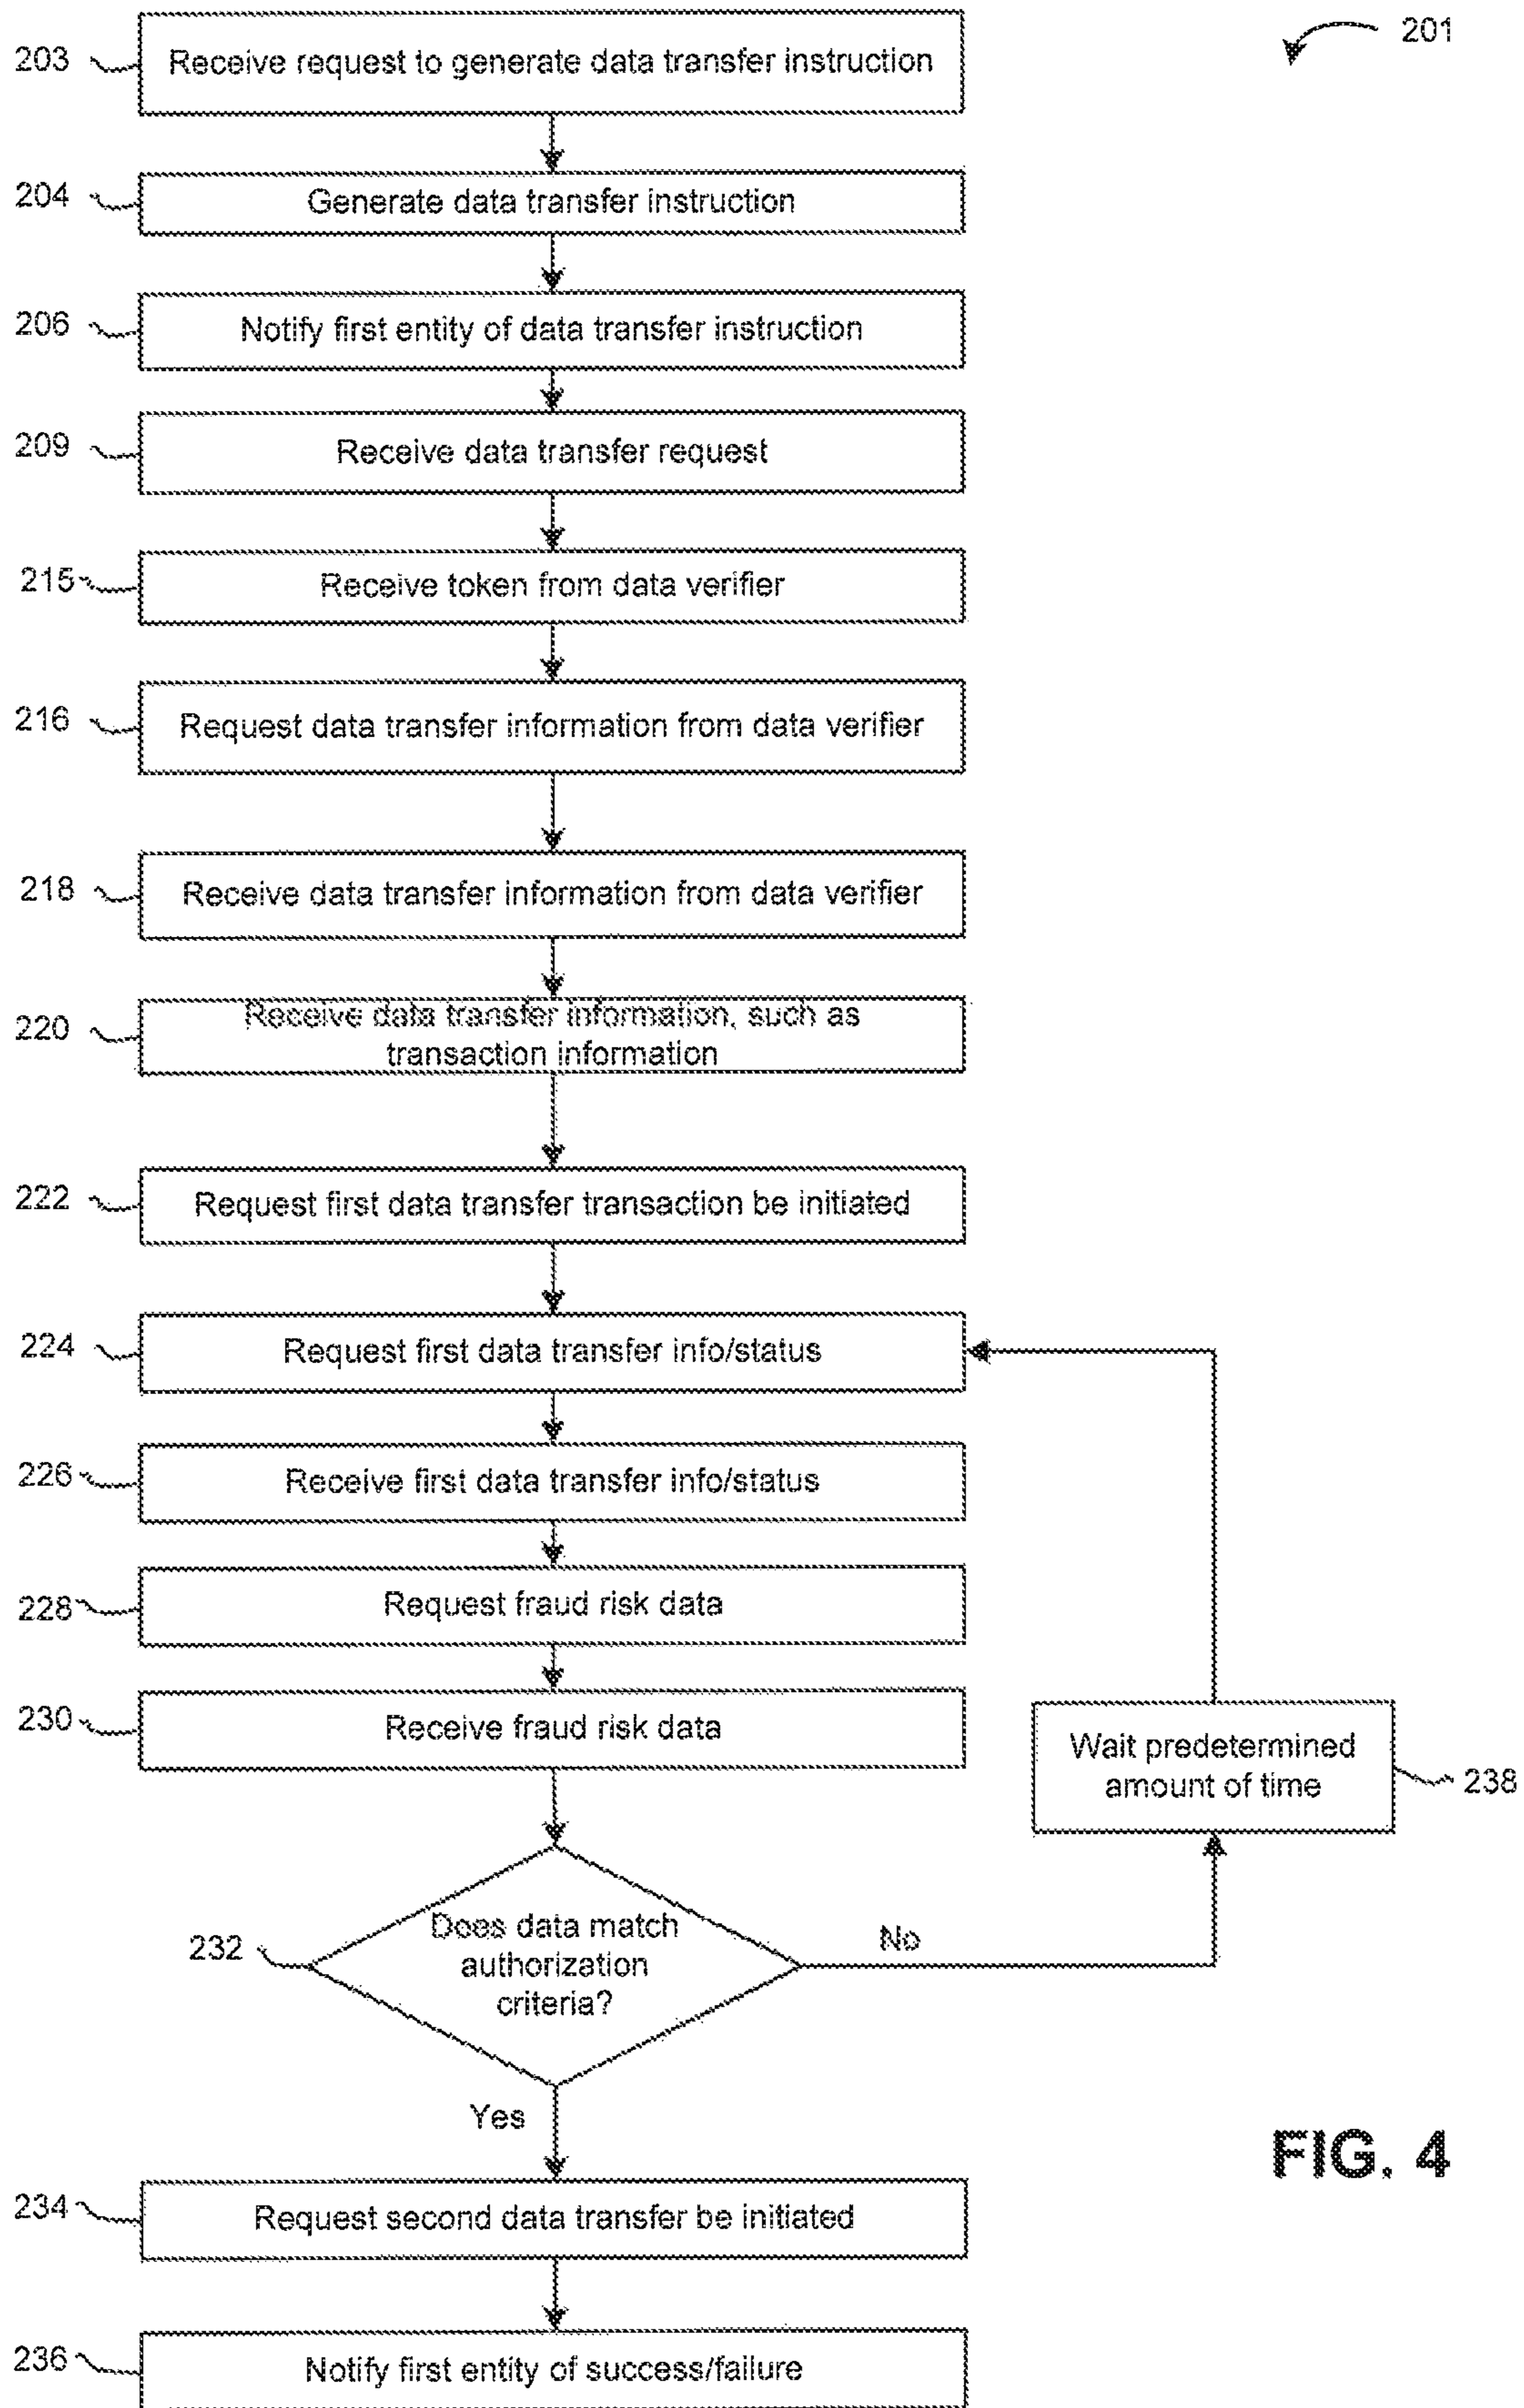 201
203
Receive request to generate data transfer instruction
204
Generate data transfer instruction
206
Notify first entity of data transfer instruction
209
Receive data transfer request
215
Receive token from data verifier
216
Request data transfer information from data verifier
218
Receive data transfer information from data verifier
220
Receive data transfer information, such as
transaction information
222
Request first data transfer transaction be initiated
224
Request first data transfer info/status
226
Receive first data transfer info/status
228
Request fraud risk data
230
Receive fraud risk data
Wait predetermined
amount of time
238
232
Does data match
authorization
criteria?
No
Yes
FIG. 4
234
Request second data transfer be initiated
236
Notify first entity of success/failure